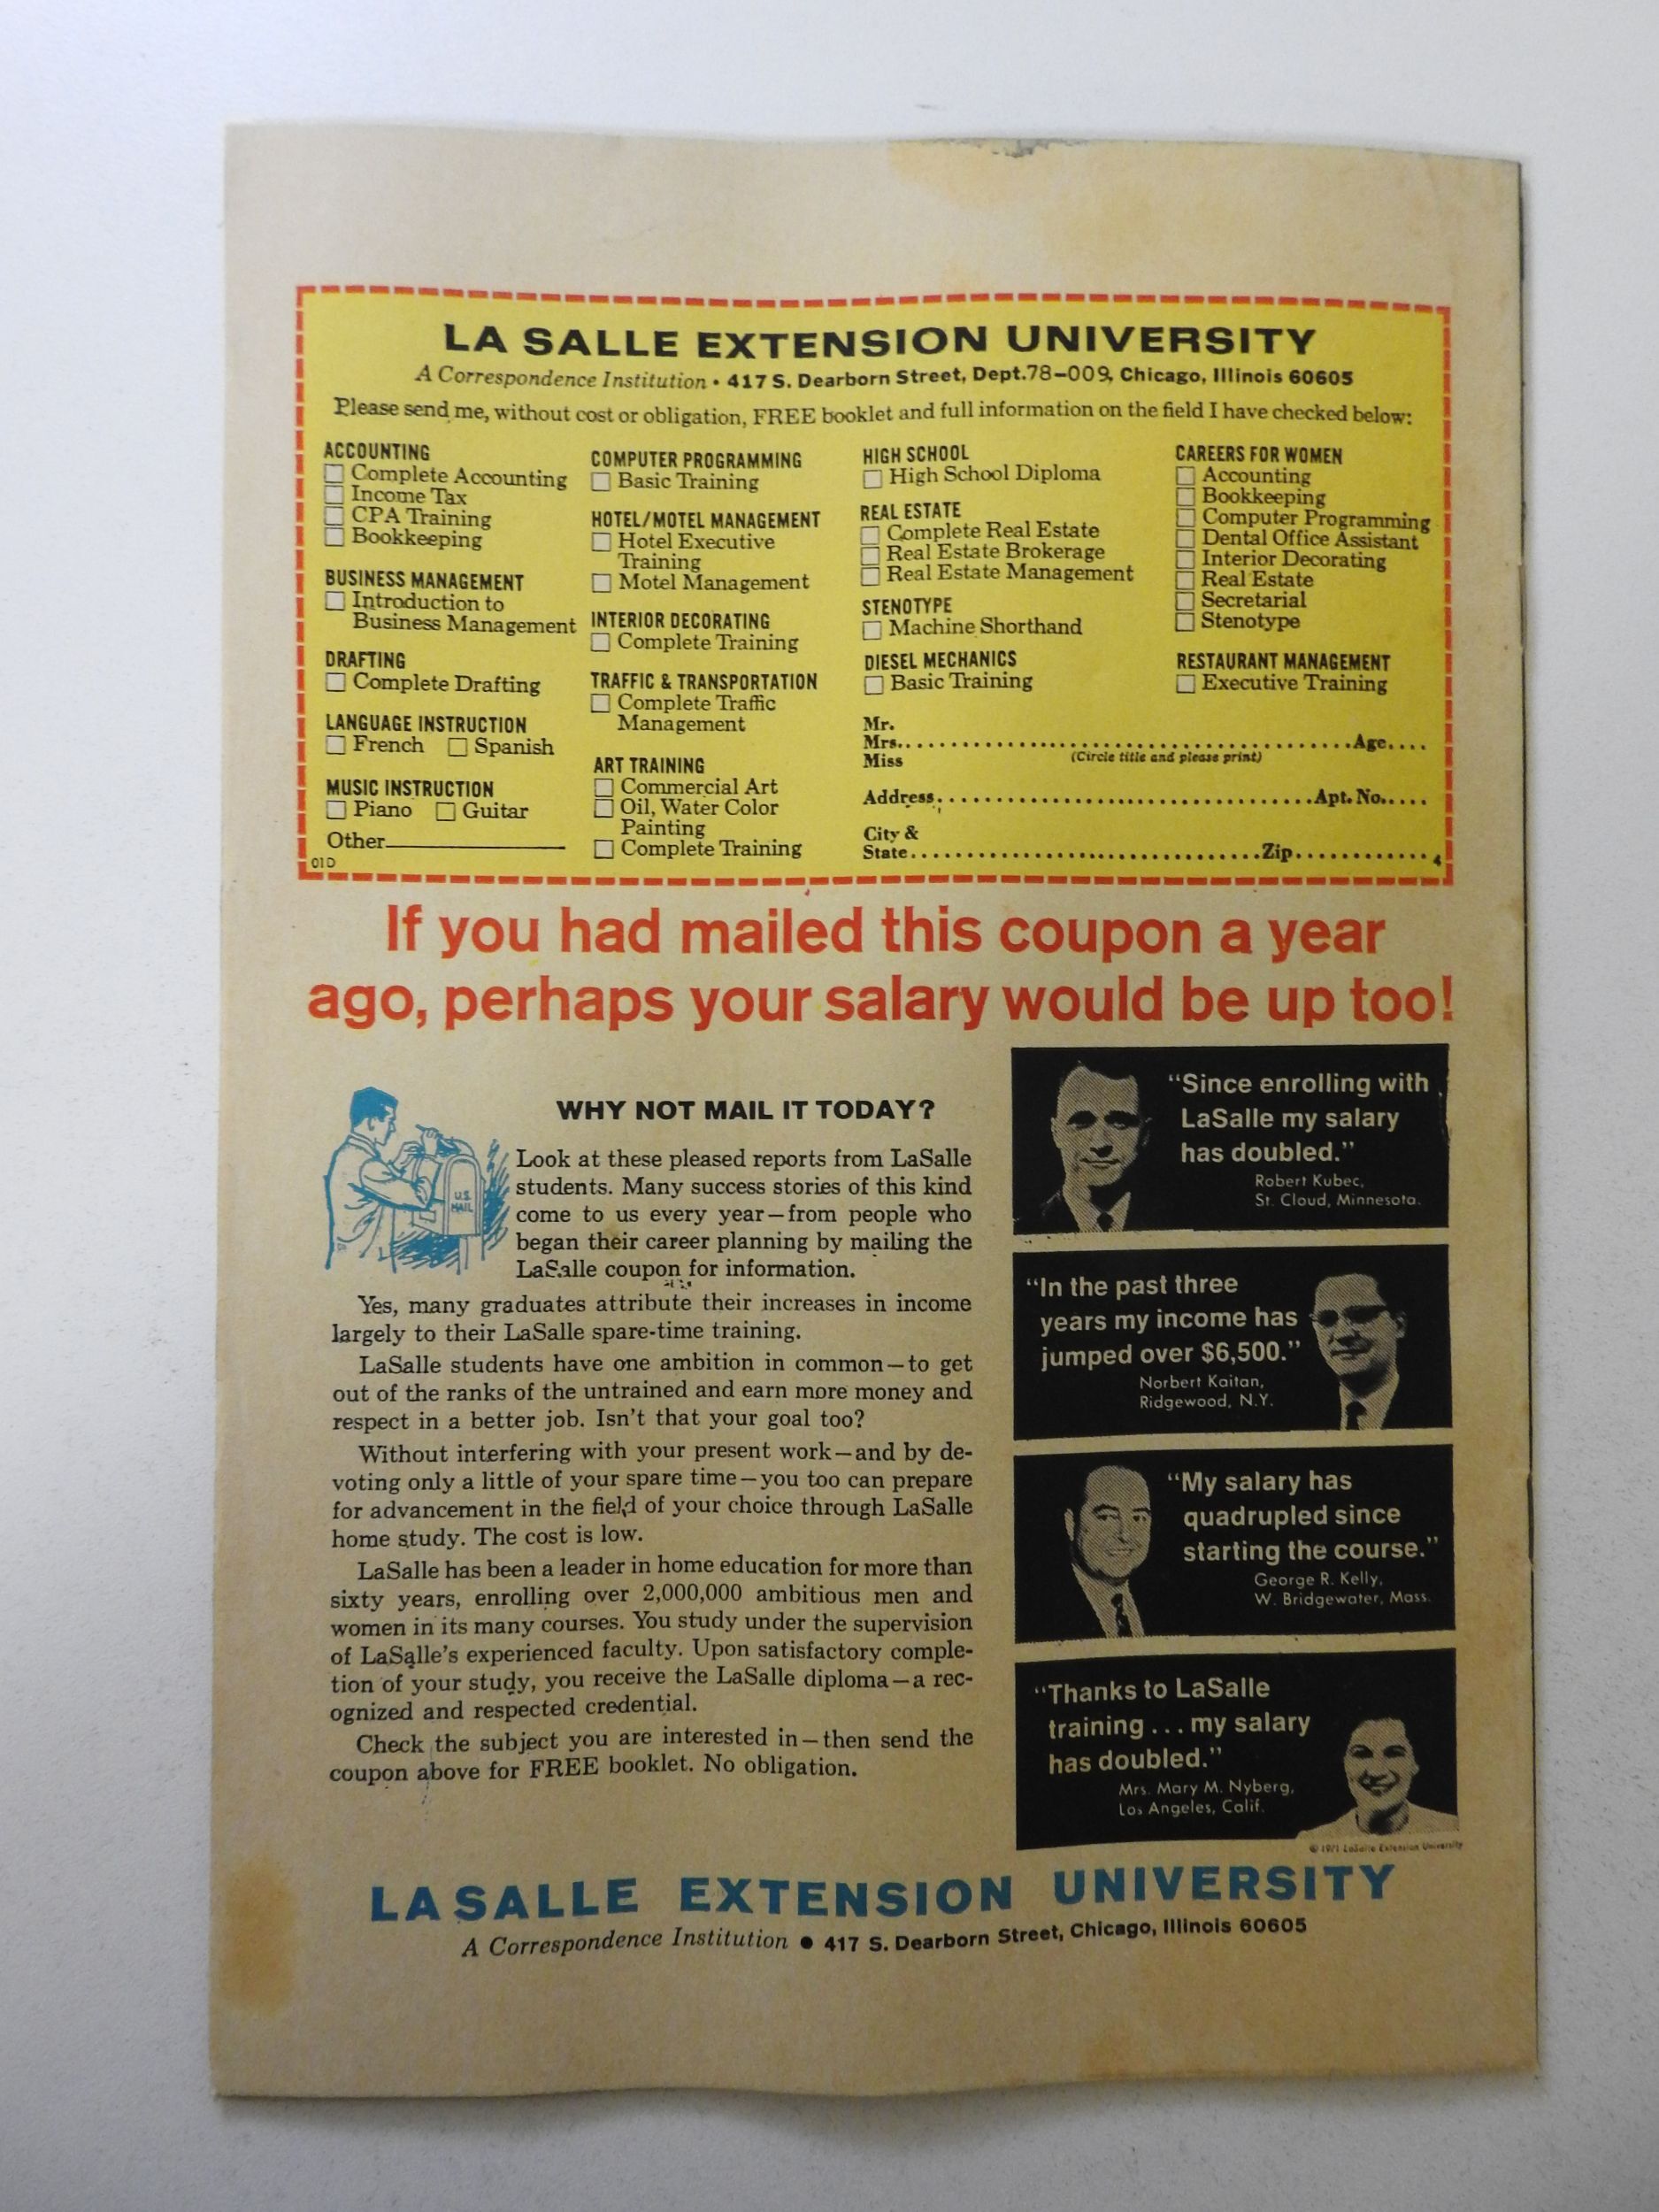 LA SALLE EXTENSION UNIVERSITY
A Correspondence Institution • 417 S. Dearborn Street, Dept.78-009, Chicago, Illinois 60605
Please send me, without cost or obligation, FREE booklet and full information on the field I have checked below:
ACCOUNTING
Complete Accounting
Income Tax
CPA Training
Bookkeeping
BUSINESS MANAGEMENT
Introduction to
Business Management
DRAFTING
Complete Drafting
LANGUAGE INSTRUCTION
French Spanish
MUSIC INSTRUCTION
Piano Guitar
Other
01D
COMPUTER PROGRAMMING
Basic Training
HOTEL/MOTEL MANAGEMENT
Hotel Executive
Training
Motel Management
INTERIOR DECORATING
Complete Training
TRAFFIC & TRANSPORTATION
Complete Traffic
Management
ART TRAINING
Commercial Art
Oil, Water Color
Painting
Complete Training
HIGH SCHOOL
High School Diploma
REAL ESTATE
Complete Real Estate
Real Estate Brokerage
Real Estate Management
STENOTYPE
Machine Shorthand
DIESEL MECHANICS
Basic Training
CAREERS FOR WOMEN
Accounting
Bookkeeping
Computer Programming
Dental Office Assistant
Interior Decorating
Real Estate
Secretarial
Stenotype
RESTAURANT MANAGEMENT
Executive Training
Mr.
Mrs. Age
Miss (Circle title and please print)
Address Apt. No.
City &
State Zip 4
If you had mailed this coupon a year
ago, perhaps your salary would be up too!
U.S.
MAIL
WHY NOT MAIL IT TODAY?
Look at these pleased reports from LaSalle
students. Many success stories of this kind
come to us every year—from people who
began their career planning by mailing the
LaSalle coupon for information.
Yes, many graduates attribute their increases in income
largely to their LaSalle spare-time training.
LaSalle students have one ambition in common—to get
out of the ranks of the untrained and earn more money and
respect in a better job. Isn't that your goal too?
Without interfering with your present work—and by de-
voting only a little of your spare time—you too can prepare
for advancement in the field of your choice through LaSalle
home study. The cost is low.
LaSalle has been a leader in home education for more than
sixty years, enrolling over 2,000,000 ambitious men and
women in its many courses. You study under the supervision
of LaSalle's experienced faculty. Upon satisfactory comple-
tion of your study, you receive the LaSalle diploma—a rec-
ognized and respected credential.
Check the subject you are interested in—then send the
coupon above for FREE booklet. No obligation.
"Since enrolling with
LaSalle my salary
has doubled."
Robert Kubec,
St. Cloud, Minnesota.
"In the past three
years my income has
jumped over $6,500."
Norbert Kaitan,
Ridgewood, N.Y.
"My salary has
quadrupled since
starting the course."
George R. Kelly,
W. Bridgewater, Mass.
"Thanks to LaSalle
training ... my salary
has doubled."
Mrs. Mary M. Nyberg,
Los Angeles, Calif.
© 1971 LaSalle Extension University
LASALLE EXTENSION UNIVERSITY
A Correspondence Institution • 417 S. Dearborn Street, Chicago, Illinois 60605